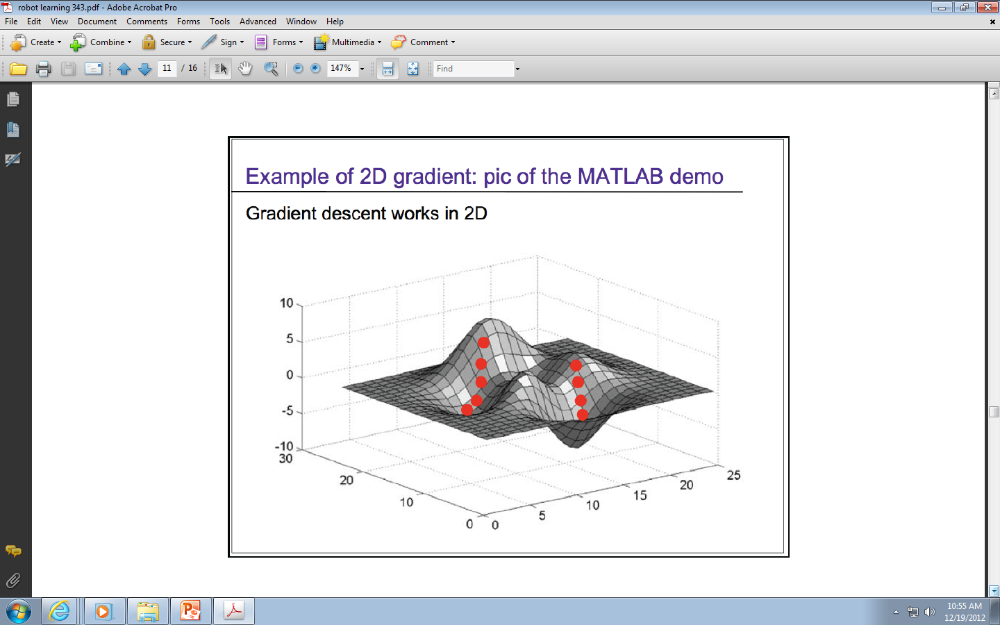 robot learning 343.pdf - Adobe Acrobat Pro
File Edit View Document Comments Forms Tools Advanced Window Help
Create Combine Secure Sign Forms Multimedia Comment
11 / 16 147% Find
Example of 2D gradient: pic of the MATLAB demo
Gradient descent works in 2D
10
5
0
-5
-10
30
20
10
0
0
5
10
15
20
25
10:55 AM
12/19/2012